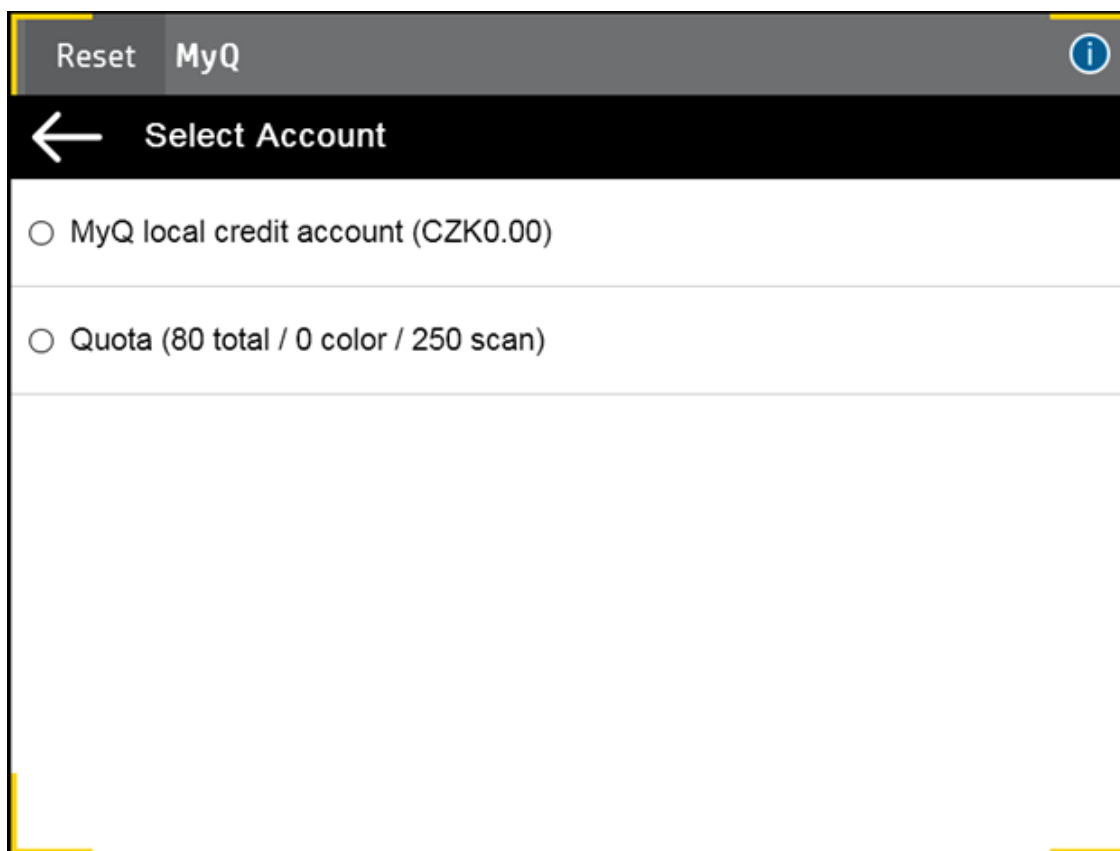 Reset MyQ i
Select Account
MyQ local credit account (CZK0.00)
Quota (80 total / 0 color / 250 scan)